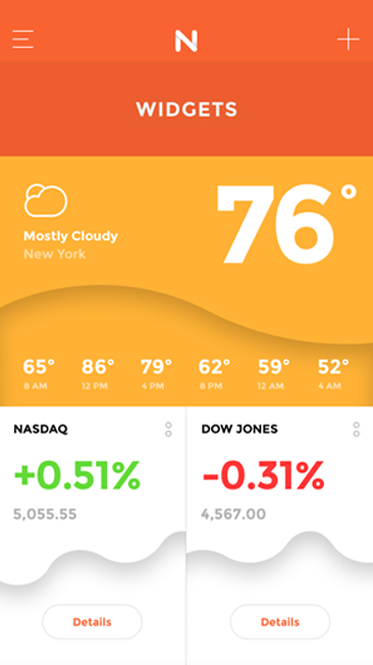 N
WIDGETS
76°
Mostly Cloudy
New York
65° 86° 79° 62° 59° 52°
8 AM 12 PM 4 PM 8 PM 12 AM 4 AM
NASDAQ
+0.51%
5,055.55
Details
DOW JONES
-0.31%
4,567.00
Details